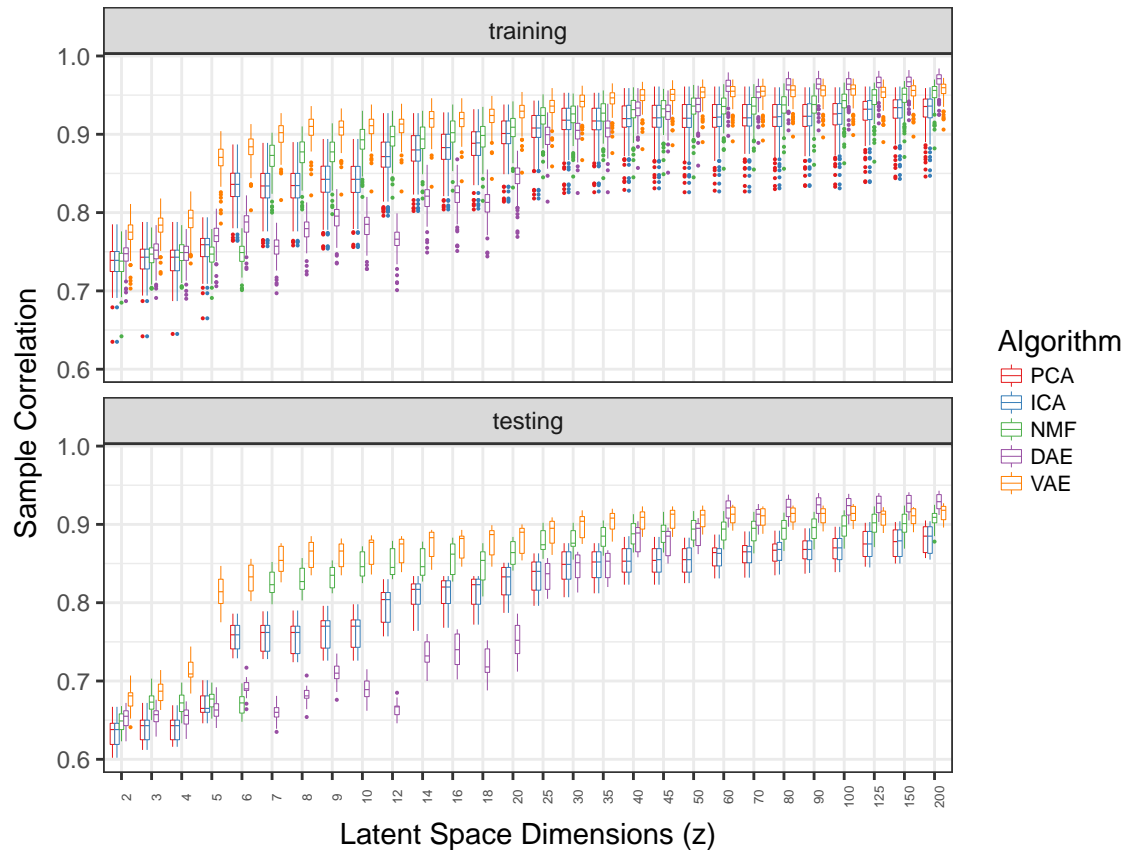 training
1.0
0.9
0.8
0.7
0.6
testing
1.0
0.9
0.8
0.7
0.6
Sample Correlation
2 3 4 5 6 7 8 9 10 12 14 16 18 20 25 30 35 40 45 50 60 70 80 90 100 125 150 200
Latent Space Dimensions (z)
Algorithm
PCA
ICA
NMF
DAE
VAE